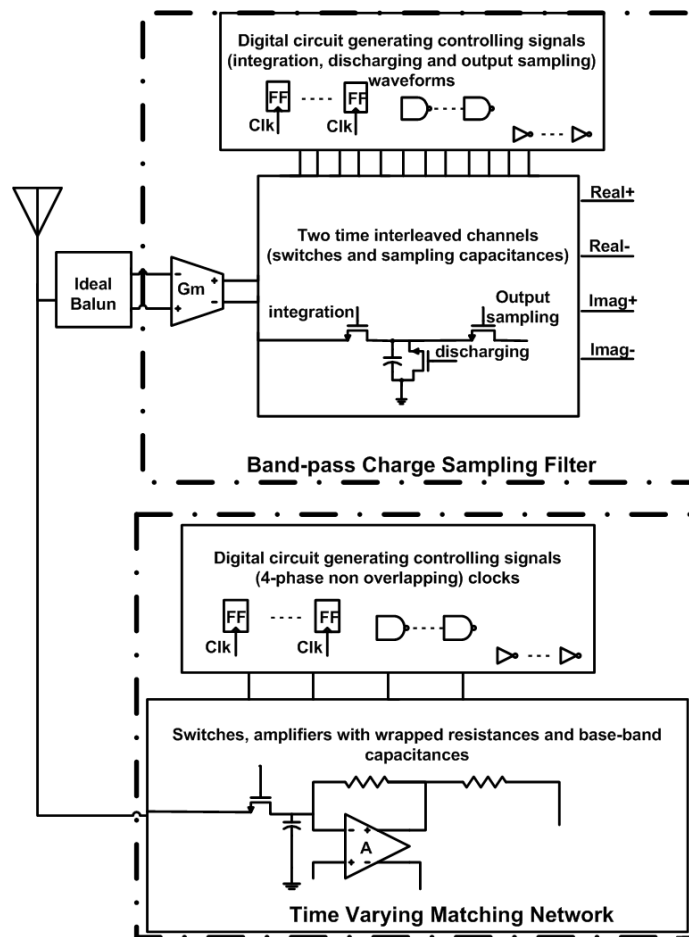 Digital circuit generating controlling signals
(integration, discharging and output sampling)
waveforms
FF
FF
Clk
Clk
Real+
Real-
Imag+
Imag-
Two time interleaved channels
(switches and sampling capacitances)
Ideal
Balun
-
+
Gm
+
-
integration
Output
sampling
discharging
Band-pass Charge Sampling Filter
Digital circuit generating controlling signals
(4-phase non overlapping) clocks
FF
FF
Clk
Clk
Switches, amplifiers with wrapped resistances and base-band
capacitances
- +
A
+ -
Time Varying Matching Network